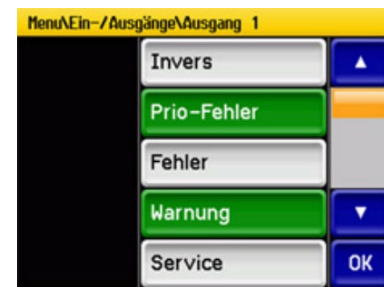 Menu\Ein-/Ausgänge\Ausgang 1
Invers
Prio-Fehler
Fehler
Warnung
Service
OK